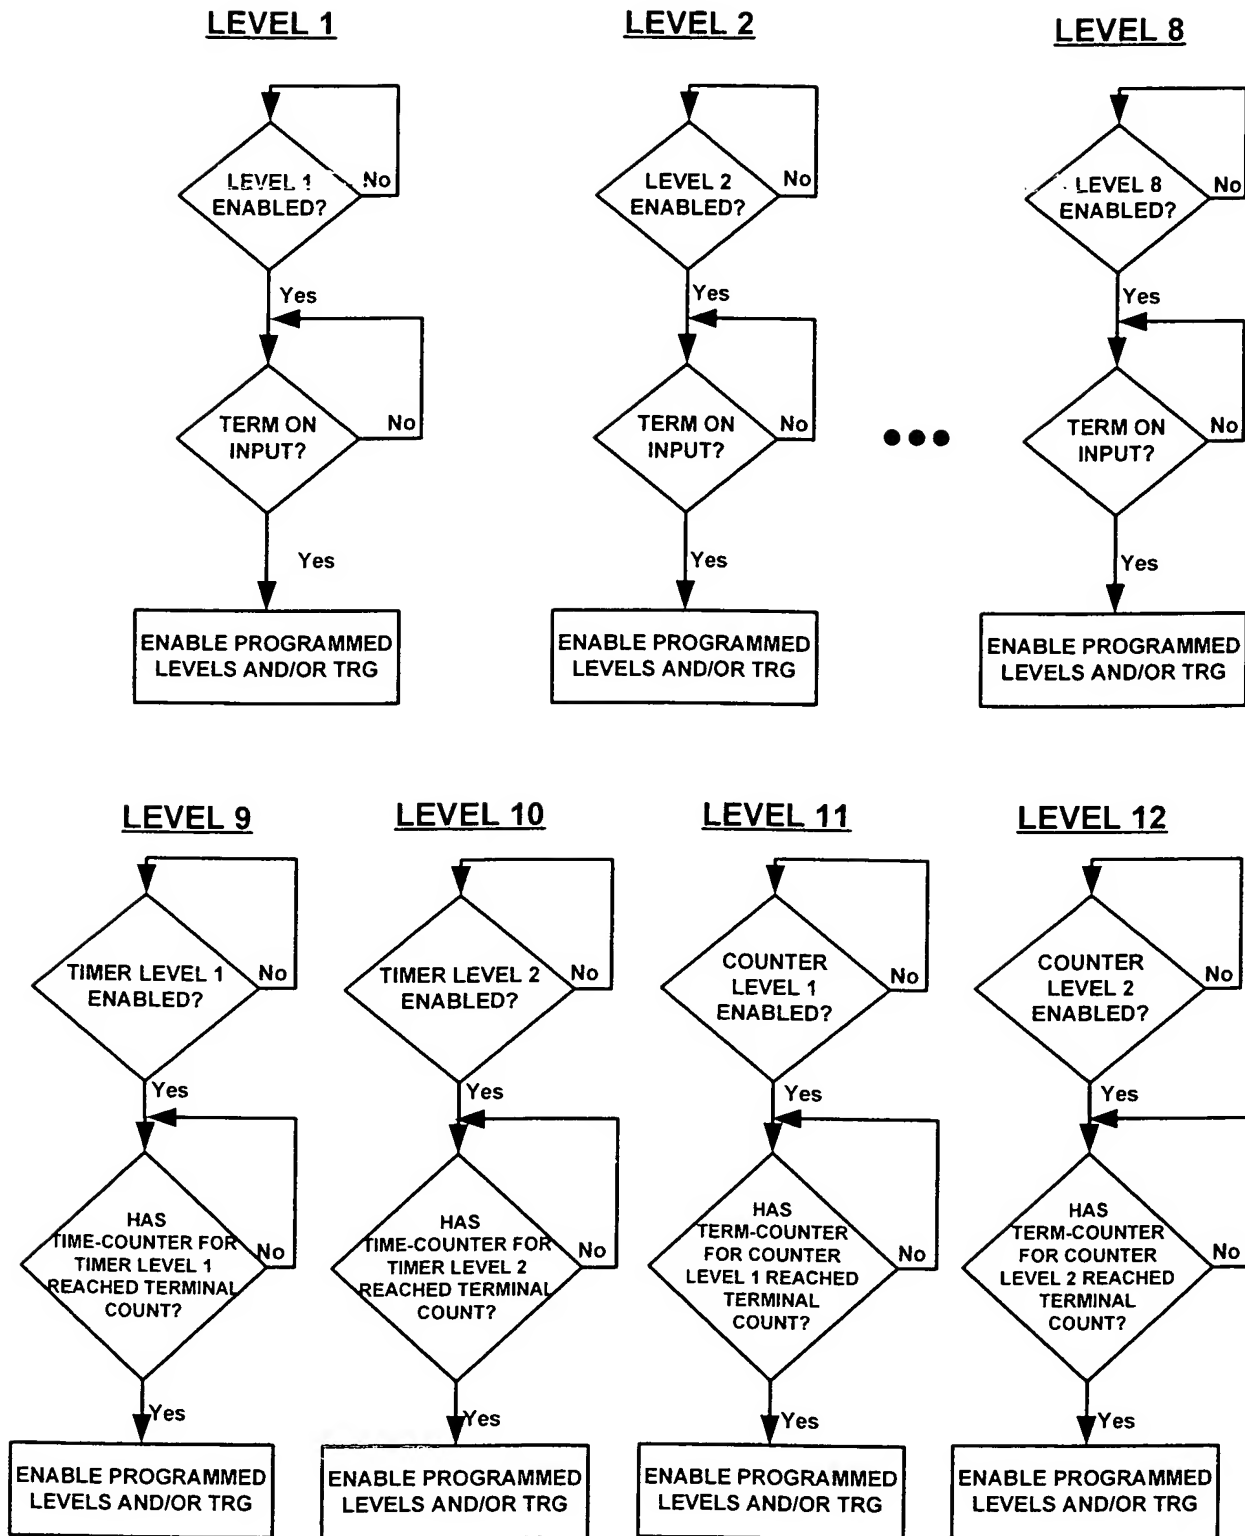 LEVEL 1
LEVEL 1
ENABLED?
No
Yes
TERM ON
INPUT?
No
Yes
ENABLE PROGRAMMED
LEVELS AND/OR TRG
LEVEL 2
LEVEL 2
ENABLED?
No
Yes
TERM ON
INPUT?
No
Yes
ENABLE PROGRAMMED
LEVELS AND/OR TRG
LEVEL 8
LEVEL 8
ENABLED?
No
Yes
TERM ON
INPUT?
No
Yes
ENABLE PROGRAMMED
LEVELS AND/OR TRG
LEVEL 9
TIMER LEVEL 1
ENABLED?
No
Yes
HAS
TIME-COUNTER FOR
TIMER LEVEL 1
REACHED TERMINAL
COUNT?
No
Yes
ENABLE PROGRAMMED
LEVELS AND/OR TRG
LEVEL 10
TIMER LEVEL 2
ENABLED?
No
Yes
HAS
TIME-COUNTER FOR
TIMER LEVEL 2
REACHED TERMINAL
COUNT?
No
Yes
ENABLE PROGRAMMED
LEVELS AND/OR TRG
LEVEL 11
COUNTER
LEVEL 1
ENABLED?
No
Yes
HAS
TERM-COUNTER
FOR COUNTER
LEVEL 1 REACHED
TERMINAL
COUNT?
No
Yes
ENABLE PROGRAMMED
LEVELS AND/OR TRG
LEVEL 12
COUNTER
LEVEL 2
ENABLED?
No
Yes
HAS
TERM-COUNTER
FOR COUNTER
LEVEL 2 REACHED
TERMINAL
COUNT?
No
Yes
ENABLE PROGRAMMED
LEVELS AND/OR TRG